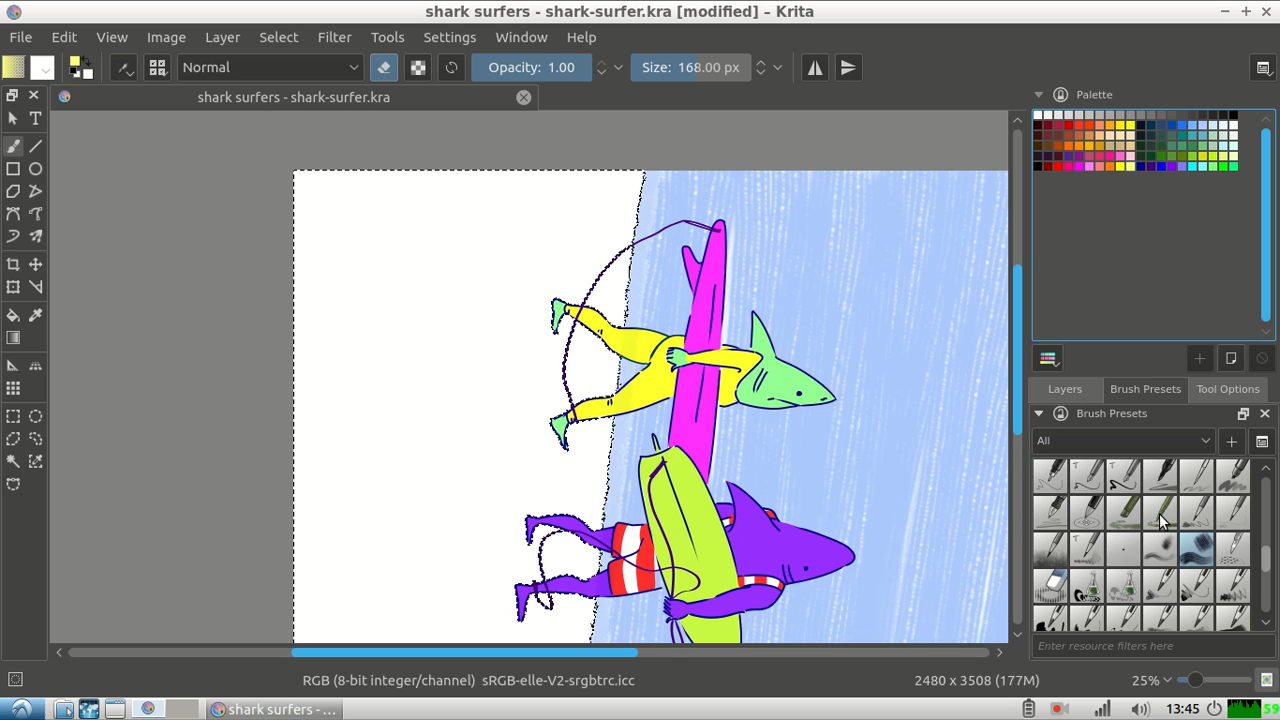 shark surfers - shark-surfer.kra [modified] – Krita
File Edit View Image Layer Select Filter Tools Settings Window Help
Normal Opacity: 1.00 Size: 168.00 px
shark surfers - shark-surfer.kra
Palette
Layers Brush Presets Tool Options
Brush Presets
All
Enter resource filters here
RGB (8-bit integer/channel) sRGB-elle-V2-srgbtrc.icc 2480 x 3508 (177M) 25%
shark surfers - ... 13:45 59